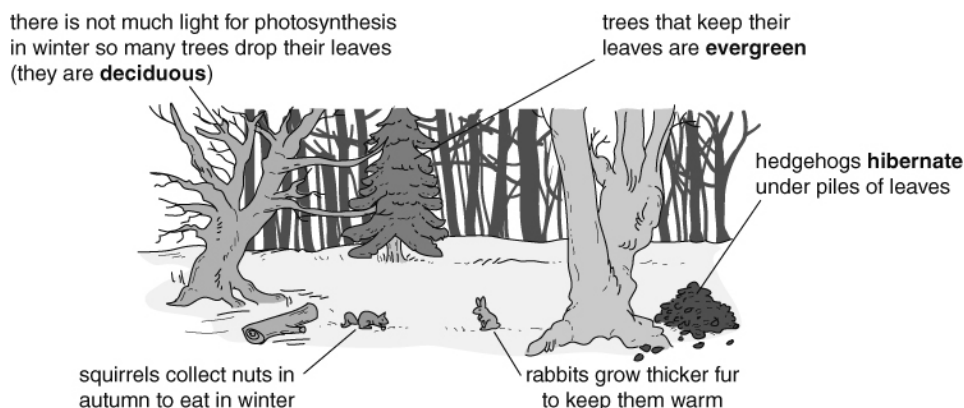 there is not much light for photosynthesis
in winter so many trees drop their leaves
(they are deciduous)
trees that keep their
leaves are evergreen
hedgehogs hibernate
under piles of leaves
squirrels collect nuts in
autumn to eat in winter
rabbits grow thicker fur
to keep them warm